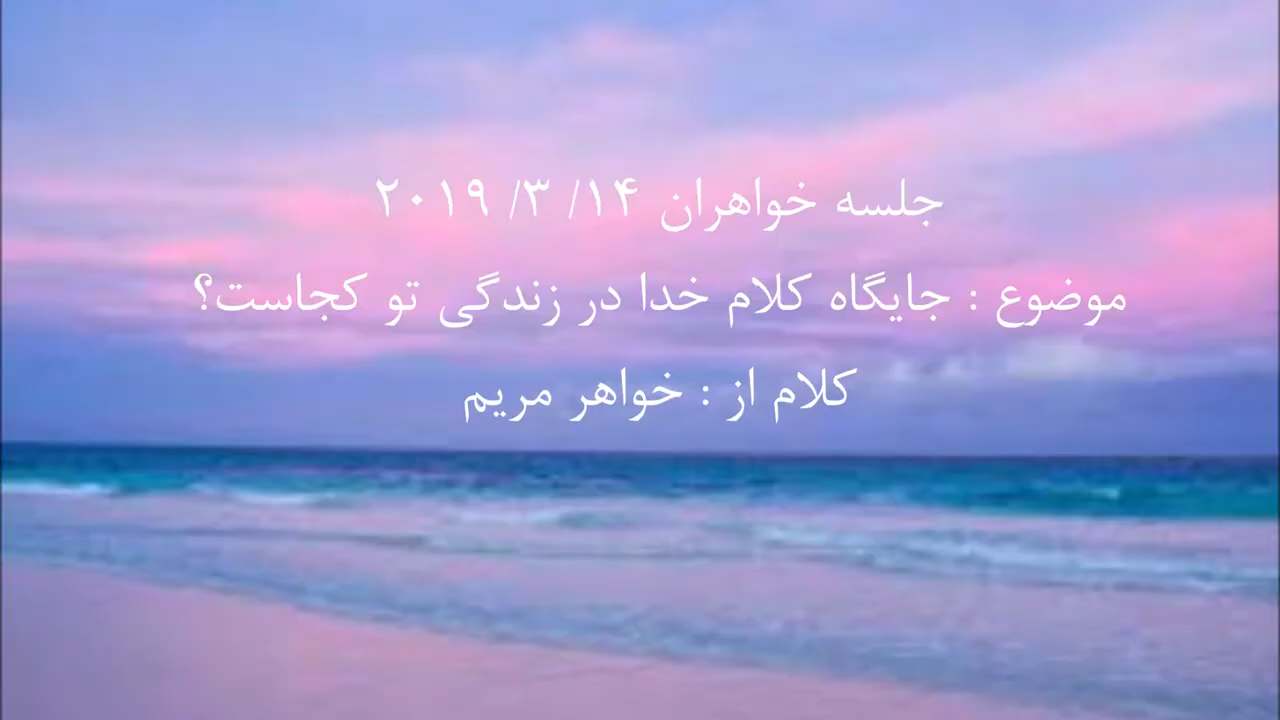 جلسه خواهران ۱۴/ ۳/ ۲۰۱۹
موضوع : جایگاه کلام خدا در زندگی تو کجاست؟
کلام از : خواهر مریم